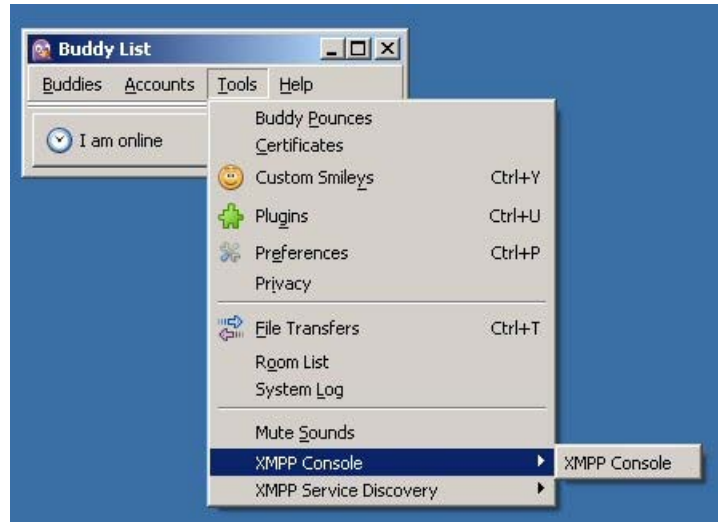 Buddy List
Buddies Accounts Tools Help
I am online
Buddy Pounces
Certificates
Custom Smileys Ctrl+Y
Plugins Ctrl+U
Preferences Ctrl+P
Privacy
File Transfers Ctrl+T
Room List
System Log
Mute Sounds
XMPP Console XMPP Console
XMPP Service Discovery